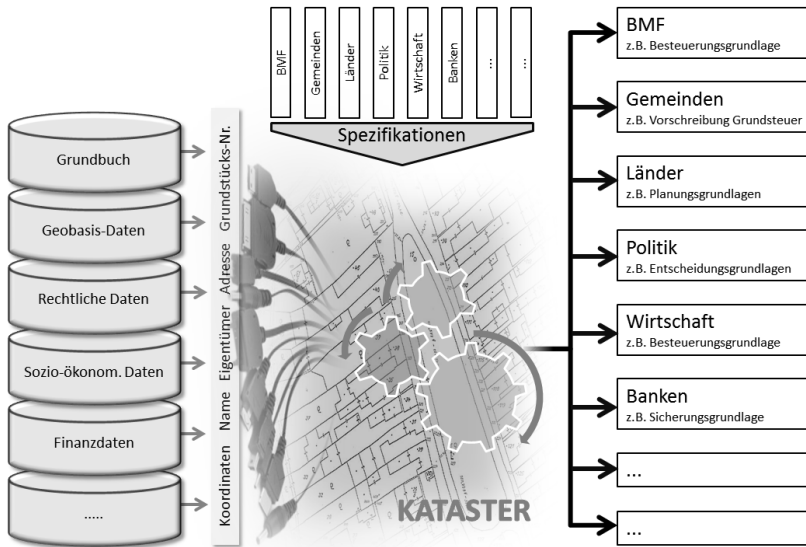 BMF
Gemeinden
Länder
Politik
Wirtschaft
Banken
...
...
Spezifikationen
Grundbuch
Geobasis-Daten
Rechtliche Daten
Sozio-ökonom. Daten
Finanzdaten
.....
Koordinaten Name Eigentümer Adresse Grundstücks-Nr.
KATASTER
BMF
z.B. Besteuerungsgrundlage
Gemeinden
z.B. Vorschreibung Grundsteuer
Länder
z.B. Planungsgrundlagen
Politik
z.B. Entscheidungsgrundlagen
Wirtschaft
z.B. Besteuerungsgrundlage
Banken
z.B. Sicherungsgrundlage
...
...